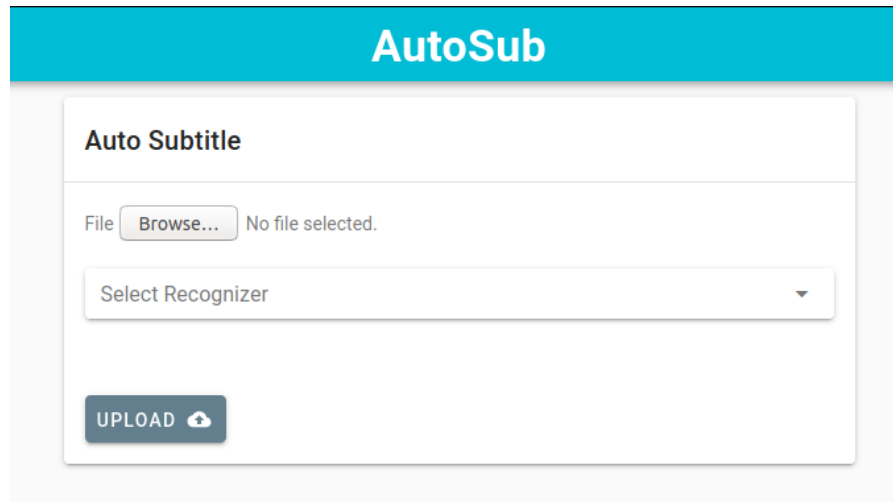 AutoSub
Auto Subtitle
File Browse... No file selected.
Select Recognizer
UPLOAD